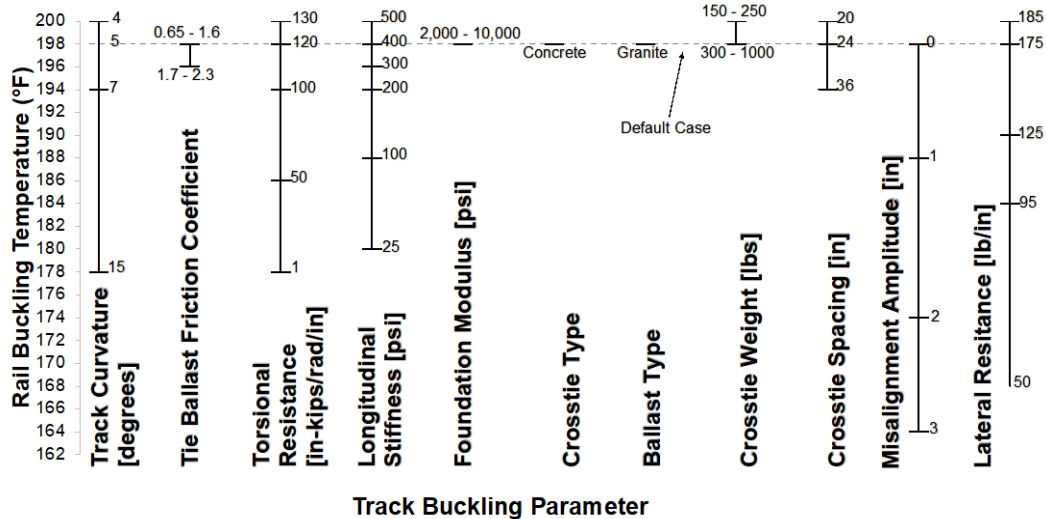 Rail Buckling Temperature (°F)
200
198
196
194
192
190
188
186
184
182
180
178
176
174
172
170
168
166
164
162
4
5
7
15
Track Curvature
[degrees]
0.65 - 1.6
1.7 - 2.3
Tie Ballast Friction Coefficient
130
120
100
50
1
Torsional
Resistance
[in-kips/rad/in]
500
400
300
200
100
25
Longitudinal
Stiffness [psi]
2,000 - 10,000
Foundation Modulus [psi]
Concrete
Crosstie Type
Granite
Ballast Type
Default Case
150 - 250
300 - 1000
Crosstie Weight [lbs]
20
24
36
Crosstie Spacing [in]
0
1
2
3
Misalignment Amplitude [in]
185
175
125
95
50
Lateral Resitance [lb/in]
Track Buckling Parameter